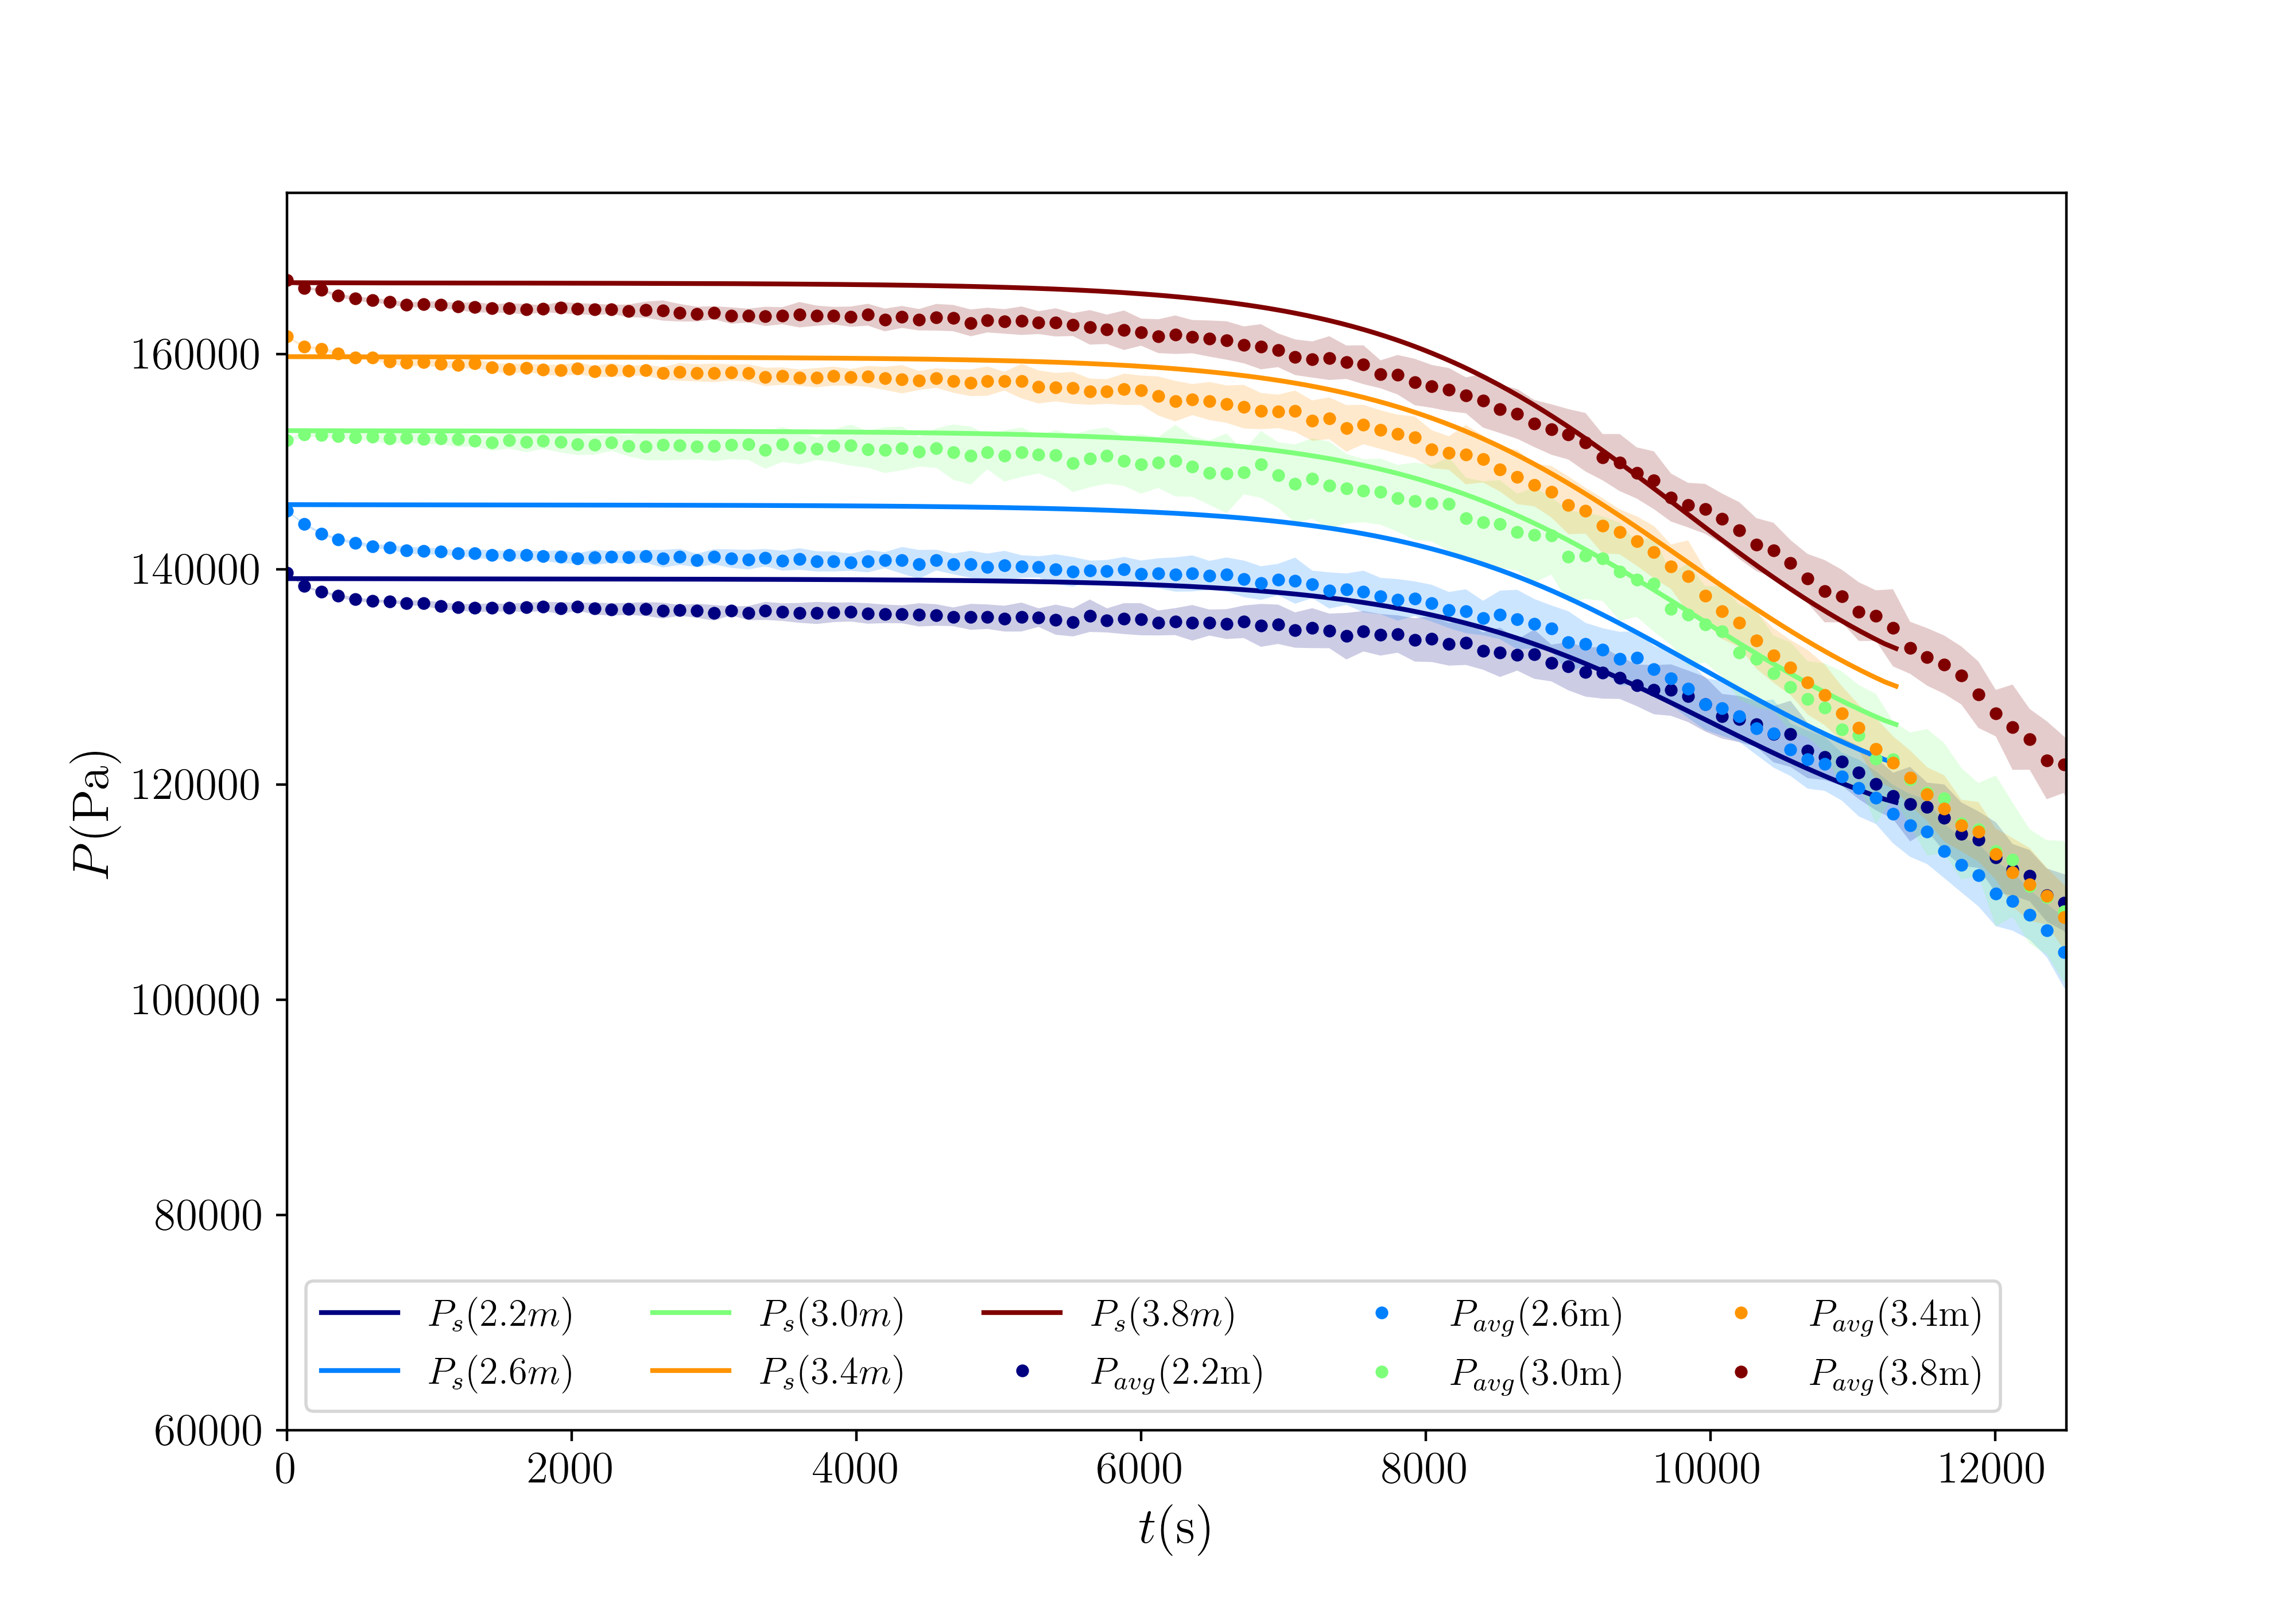 P(Pa)
160000
140000
120000
100000
80000
60000
0 2000 4000 6000 8000 10000 12000
t(s)
P_s(2.2m) P_s(3.0m) P_s(3.8m) P_avg(2.6m) P_avg(3.4m)
P_s(2.6m) P_s(3.4m) P_avg(2.2m) P_avg(3.0m) P_avg(3.8m)